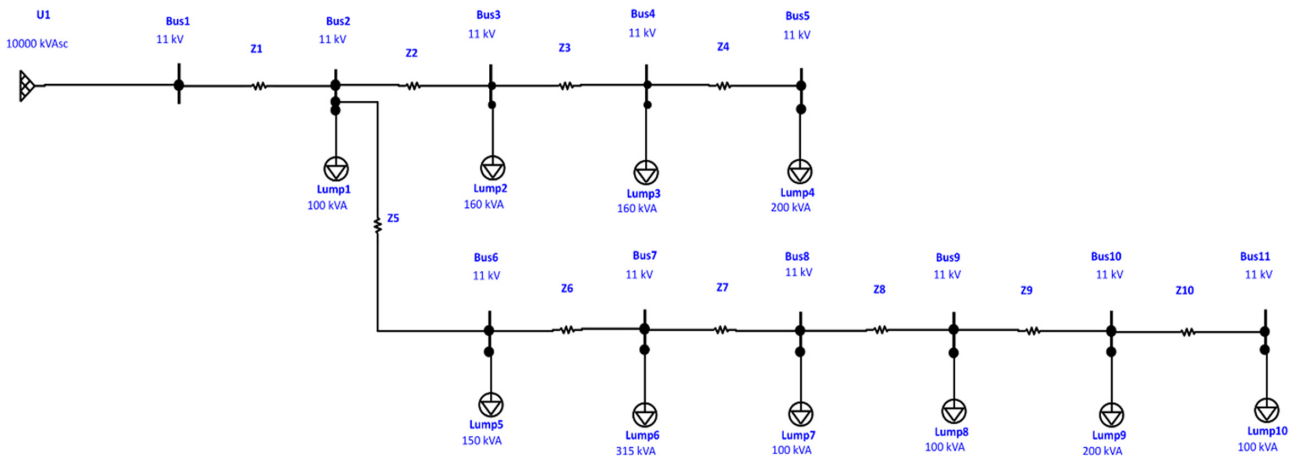 U1
10000 kVAsc
Bus1
11 kV
Z1
Bus2
11 kV
Z2
Bus3
11 kV
Z3
Bus4
11 kV
Z4
Bus5
11 kV
Lump1
100 kVA
Lump2
160 kVA
Lump3
160 kVA
Lump4
200 kVA
Z5
Bus6
11 kV
Z6
Bus7
11 kV
Z7
Bus8
11 kV
Z8
Bus9
11 kV
Z9
Bus10
11 kV
Z10
Bus11
11 kV
Lump5
150 kVA
Lump6
315 kVA
Lump7
100 kVA
Lump8
100 kVA
Lump9
200 kVA
Lump10
100 kVA